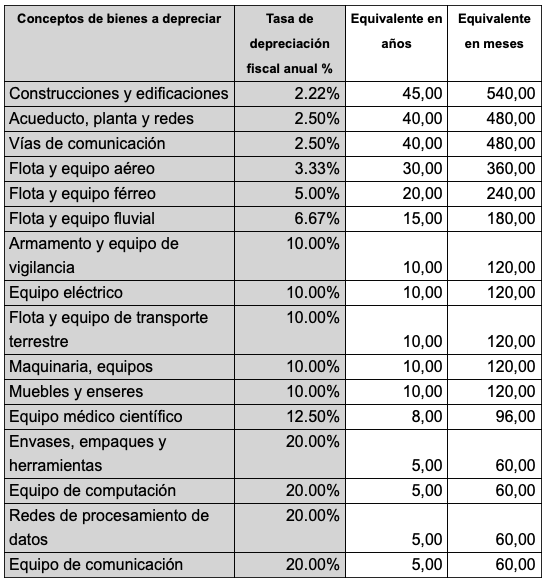 Conceptos de bienes a depreciar Tasa de depreciación fiscal anual % Equivalente en años Equivalente en meses
Construcciones y edificaciones 2.22% 45,00 540,00
Acueducto, planta y redes 2.50% 40,00 480,00
Vías de comunicación 2.50% 40,00 480,00
Flota y equipo aéreo 3.33% 30,00 360,00
Flota y equipo férreo 5.00% 20,00 240,00
Flota y equipo fluvial 6.67% 15,00 180,00
Armamento y equipo de 10.00%
vigilancia 10,00 120,00
Equipo eléctrico 10.00% 10,00 120,00
Flota y equipo de transporte 10.00%
terrestre 10,00 120,00
Maquinaria, equipos 10.00% 10,00 120,00
Muebles y enseres 10.00% 10,00 120,00
Equipo médico científico 12.50% 8,00 96,00
Envases, empaques y 20.00%
herramientas 5,00 60,00
Equipo de computación 20.00% 5,00 60,00
Redes de procesamiento de 20.00%
datos 5,00 60,00
Equipo de comunicación 20.00% 5,00 60,00